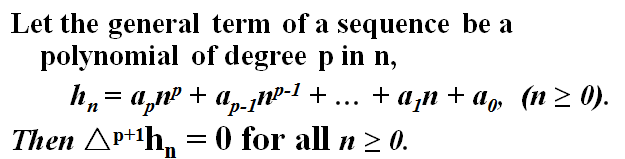 Let the general term of a sequence be a
polynomial of degree p in n,
hₙ = aₚnᵖ + aₚ₋₁nᵖ⁻¹ + … + a₁n + a₀, (n ≥ 0).
Then △ᵖ⁺¹hₙ = 0 for all n ≥ 0.